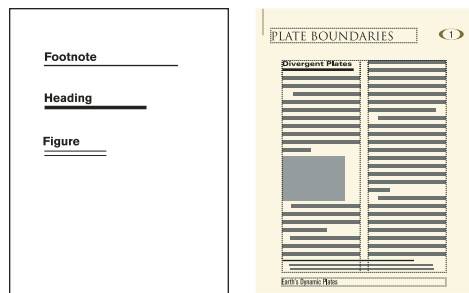 Footnote
Heading
Figure
PLATE BOUNDARIES
1
Divergent Plates
Earth's Dynamic Plates